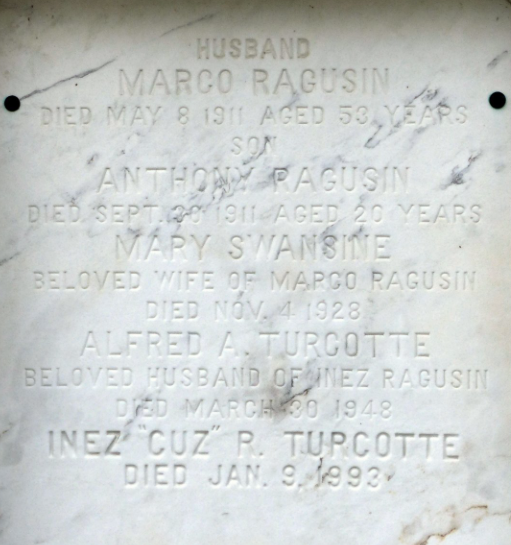 HUSBAND
MARCO RAGUSIN
DIED MAY 8 1911 AGED 53 YEARS
SON
ANTHONY RAGUSIN
DIED SEPT. 30 1911 AGED 20 YEARS
MARY SWANSINE
BELOVED WIFE OF MARCO RAGUSIN
DIED NOV. 4 1928
ALFRED A. TURCOTTE
BELOVED HUSBAND OF INEZ RAGUSIN
DIED MARCH 30 1948
INEZ "CUZ" R. TURCOTTE
DIED JAN. 9, 1993